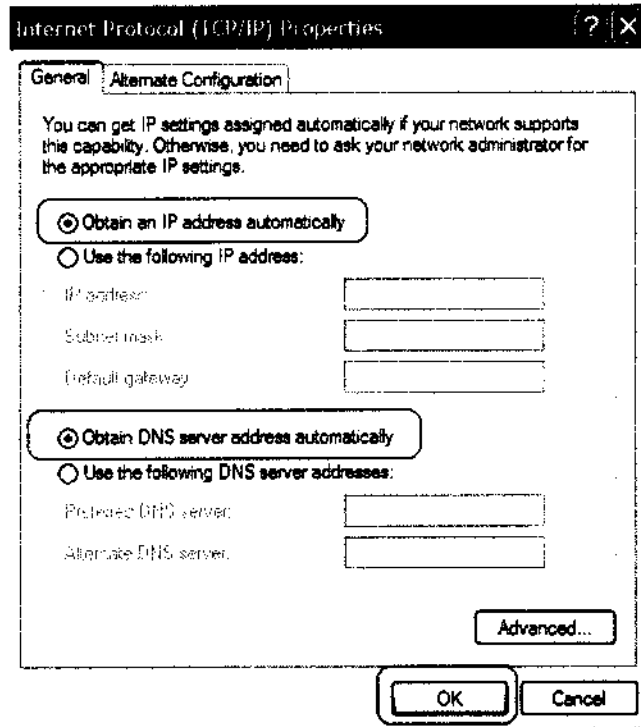 Internet Protocol (TCP/IP) Properties
? X
General
Alternate Configuration
You can get IP settings assigned automatically if your network supports
this capability. Otherwise, you need to ask your network administrator for
the appropriate IP settings.
Obtain an IP address automatically
Use the following IP address:
IP address:
Subnet mask
Default gateway
Obtain DNS server address automatically
Use the following DNS server addresses:
Preferred DNS server:
Alternate DNS server:
Advanced...
OK
Cancel